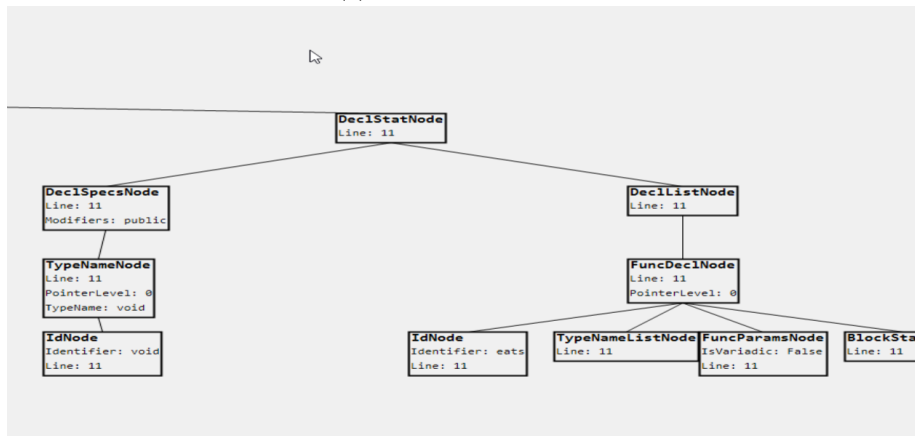 DeclStatNode
Line: 11
DeclSpecsNode
Line: 11
Modifiers: public
DeclListNode
Line: 11
TypeNameNode
Line: 11
PointerLevel: 0
TypeName: void
FuncDeclNode
Line: 11
PointerLevel: 0
IdNode
Identifier: void
Line: 11
IdNode
Identifier: eats
Line: 11
TypeNameListNode
Line: 11
FuncParamsNode
IsVariadic: False
Line: 11
BlockSta
Line: 11